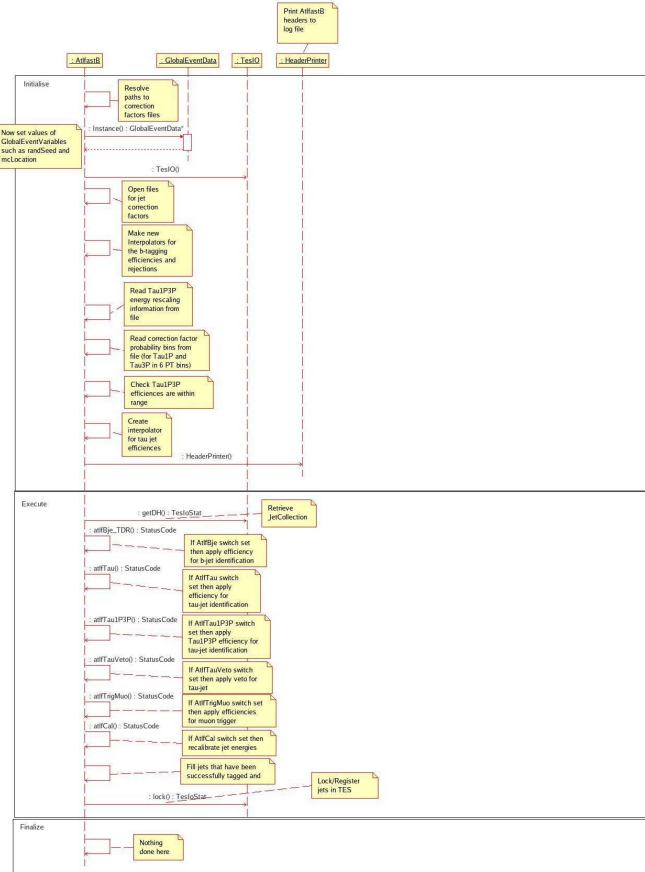 Print AtlfastB
headers to
log file
: AtlfastB
: GlobalEventData
: TesIO
: HeaderPrinter
Initialise
Resolve
paths to
correction
factors files
: Instance() : GlobalEventData*
Now set values of
GlobalEventVariables
such as randSeed and
mcLocation
: TesIO()
Open files
for jet
correction
factors
Make new
Interpolators for
the b-tagging
efficiencies and
rejections
Read Tau1P3P
energy rescaling
information from
file
Read correction factor
probability bins from
file (for Tau1P and
Tau3P in 6 PT bins)
Check Tau1P3P
efficiences are within
range
Create
interpolator
for tau jet
efficiences
: HeaderPrinter()
Execute
: getDH() : TesIoStat
Retrieve
JetCollection
: atlfBje_TDR() : StatusCode
If AtlfBje switch set
then apply efficiency
for b-jet identification
: atlfTau() : StatusCode
If AtlfTau switch
set then apply
efficiency for
tau-jet identification
: atlfTau1P3P() : StatusCode
If AtlfTau1P3P switch
set then apply
Tau1P3P efficiency for
tau-jet identification
: atlfTauVeto() : StatusCode
If AtlfTauVeto switch
set then apply veto for
tau-jet
: atlfTrigMuo() : StatusCode
If AtlfTrigMuo switch set
then apply efficiencies
for muon trigger
: atlfCal() : StatusCode
If AtlfCal switch set then
recalibrate jet energies
Fill jets that have been
successfully tagged and
Lock/Register
jets in TES
: lock() : TesIoStat
Finalize
Nothing
done here